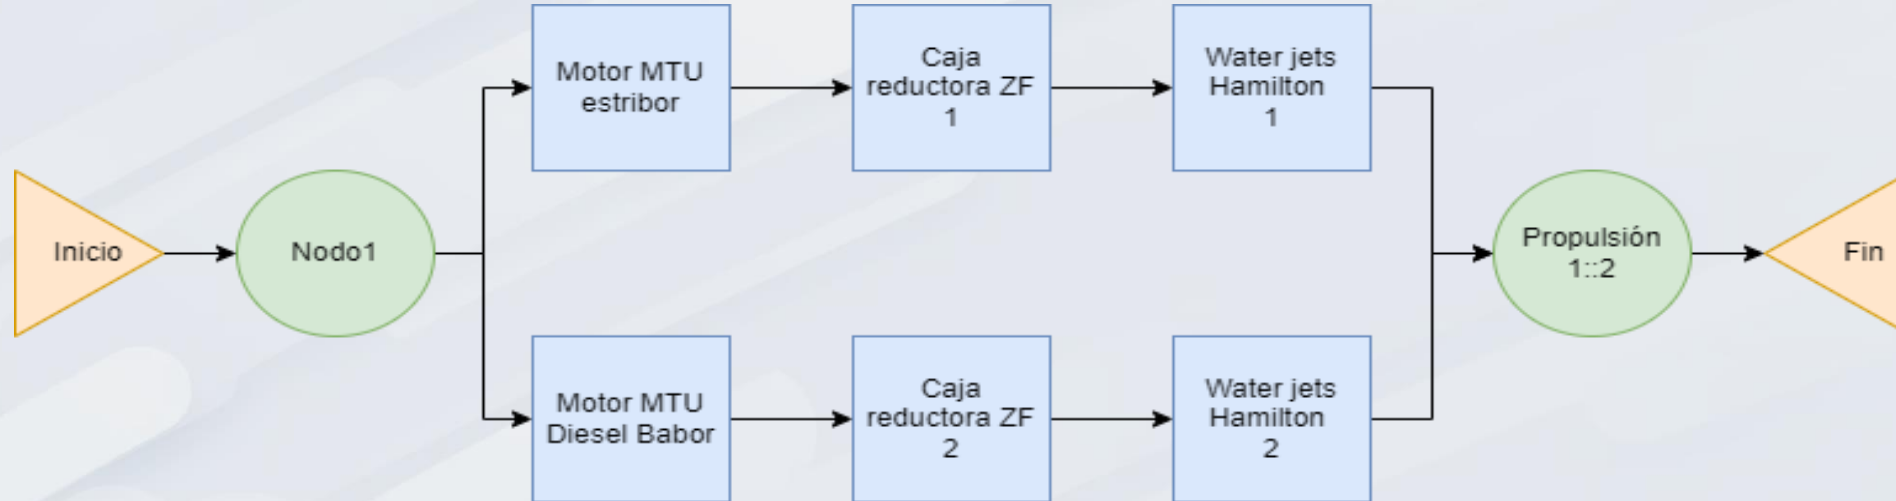 Inicio
Nodo1
Motor MTU
estribor
Caja
reductora ZF
1
Water jets
Hamilton
1
Motor MTU
Diesel Babor
Caja
reductora ZF
2
Water jets
Hamilton
2
Propulsión
1::2
Fin